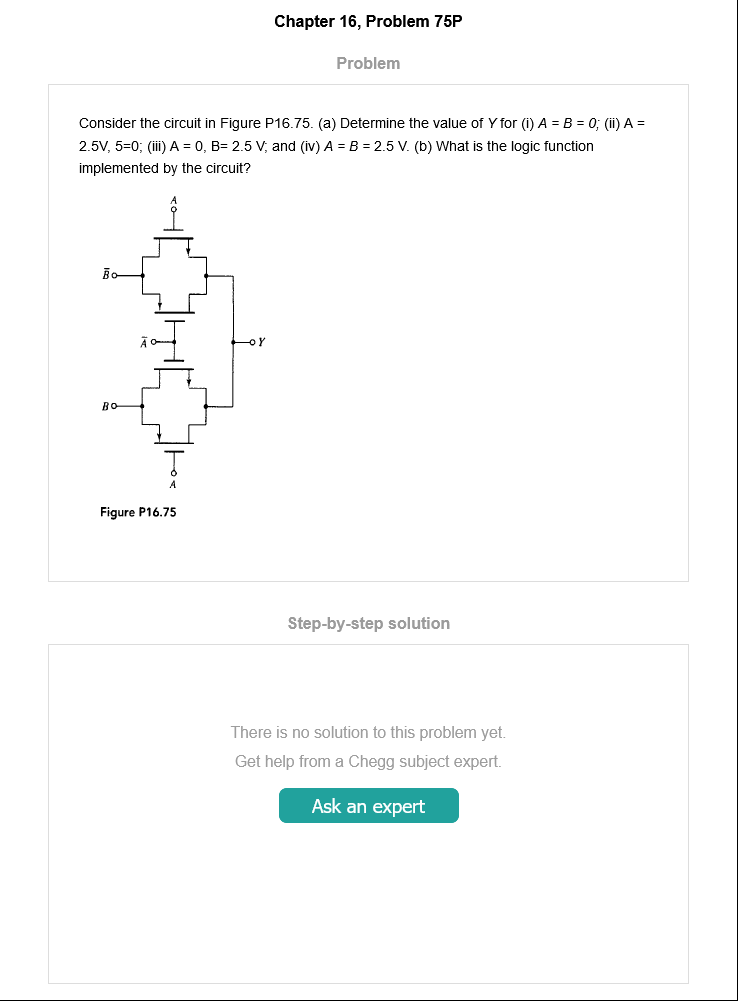 Chapter 16, Problem 75P
Problem
Consider the circuit in Figure P16.75. (a) Determine the value of Y for (i) A = B = 0; (ii) A =
2.5V, 5=0; (iii) A = 0, B= 2.5 V; and (iv) A = B = 2.5 V. (b) What is the logic function
implemented by the circuit?
A
B̅
A̅
Y
B
A
Figure P16.75
Step-by-step solution
There is no solution to this problem yet.
Get help from a Chegg subject expert.
Ask an expert